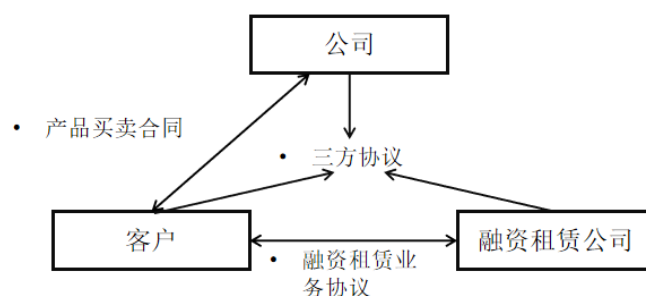 公司
• 产品买卖合同
• 三方协议
客户
融资租赁公司
• 融资租赁业
务协议